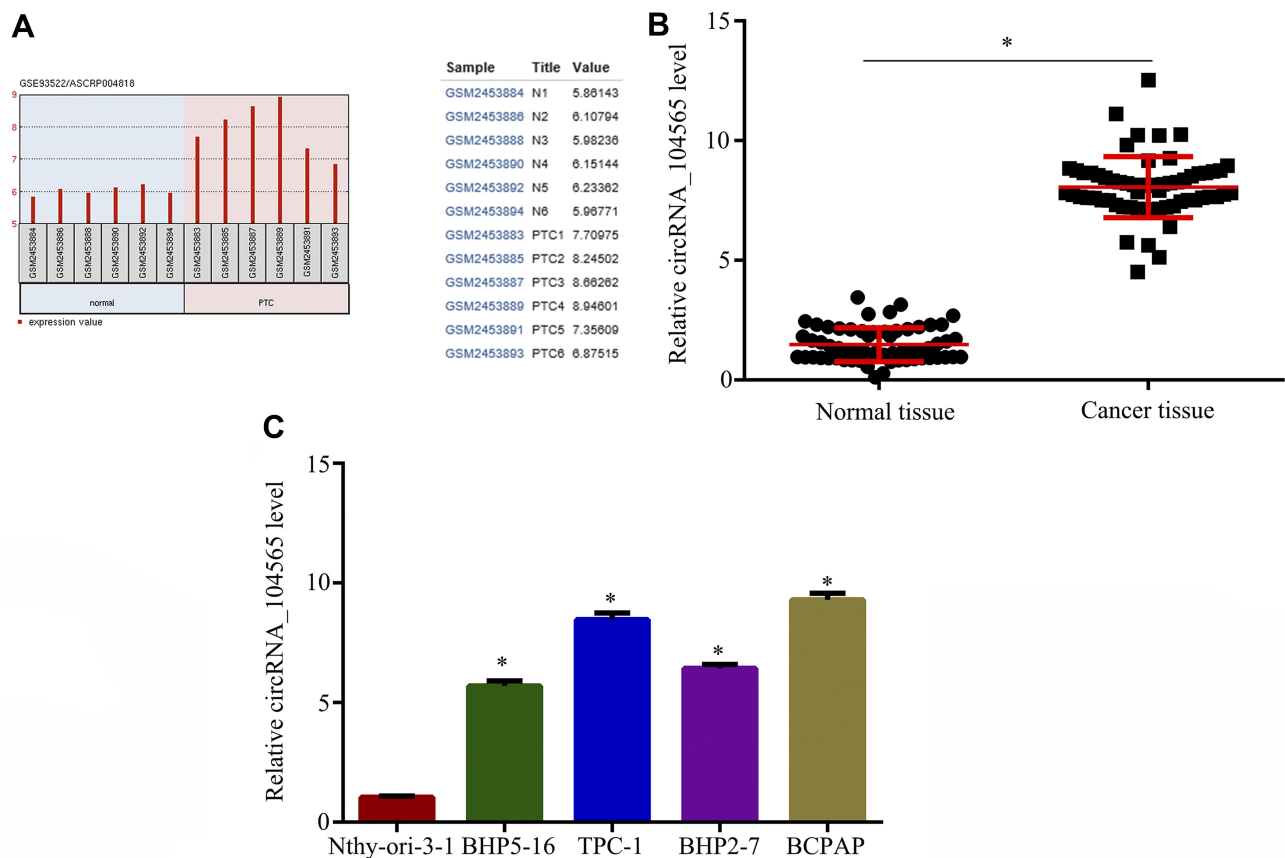 A
GSE93522/ASCRP004818
9
8
7
6
5
GSM2453884
GSM2453886
GSM2453888
GSM2453890
GSM2453892
GSM2453894
GSM2453883
GSM2453885
GSM2453887
GSM2453889
GSM2453891
GSM2453893
normal PTC
expression value
Sample Title Value
GSM2453884 N1 5.86143
GSM2453886 N2 6.10794
GSM2453888 N3 5.98236
GSM2453890 N4 6.15144
GSM2453892 N5 6.23362
GSM2453894 N6 5.96771
GSM2453883 PTC1 7.70975
GSM2453885 PTC2 8.24502
GSM2453887 PTC3 8.66262
GSM2453889 PTC4 8.94601
GSM2453891 PTC5 7.35609
GSM2453893 PTC6 6.87515
B
Relative circRNA_104565 level
15
10
5
0
*
Normal tissue Cancer tissue
C
Relative circRNA_104565 level
15
10
5
0
* * * *
Nthy-ori-3-1 BHP5-16 TPC-1 BHP2-7 BCPAP